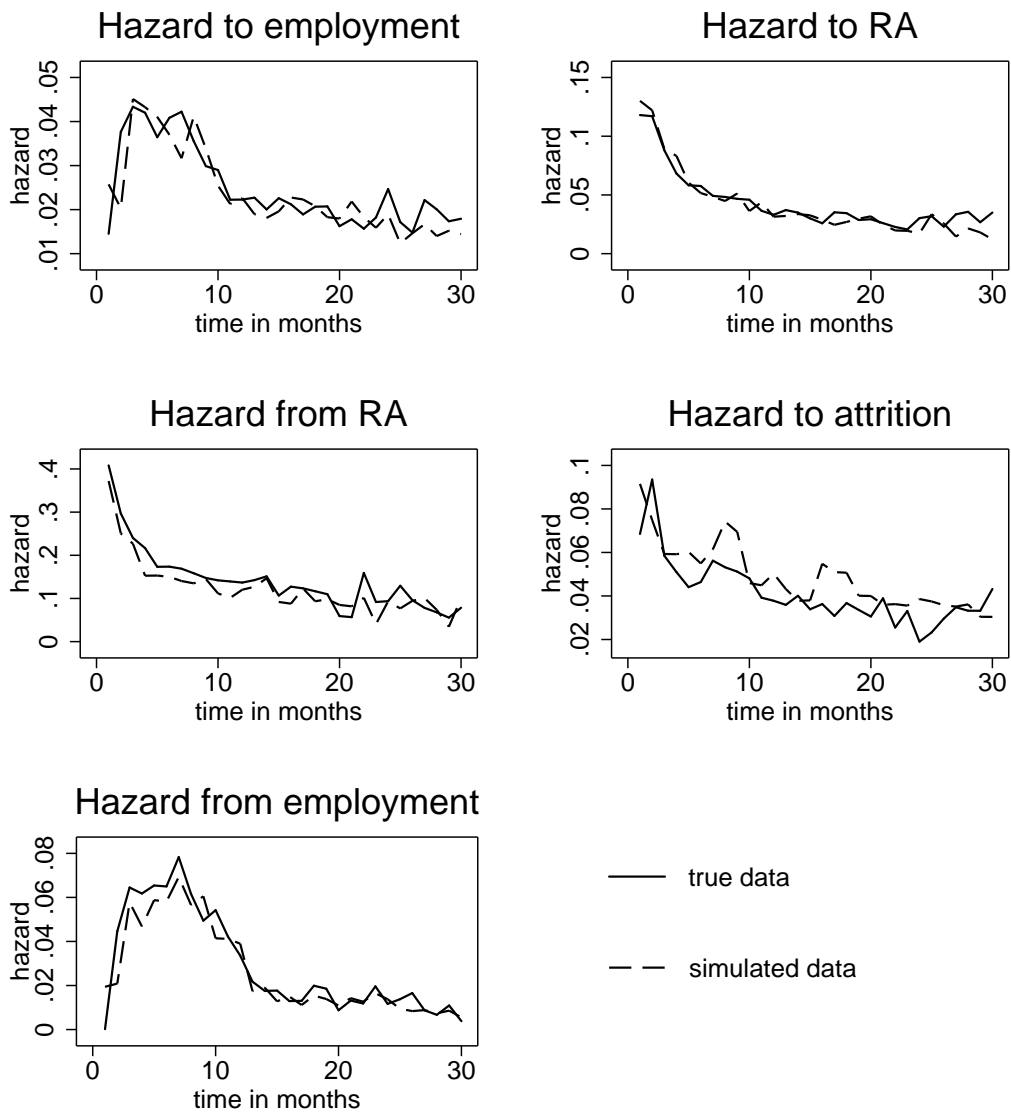 Hazard to employment
hazard
.01 .02 .03 .04 .05
0 10 20 30
time in months
Hazard to RA
hazard
0 .05 .1 .15
0 10 20 30
time in months
Hazard from RA
hazard
0 .1 .2 .3 .4
0 10 20 30
time in months
Hazard to attrition
hazard
.02 .04 .06 .08 .1
0 10 20 30
time in months
Hazard from employment
hazard
0 .02 .04 .06 .08
0 10 20 30
time in months
true data
simulated data